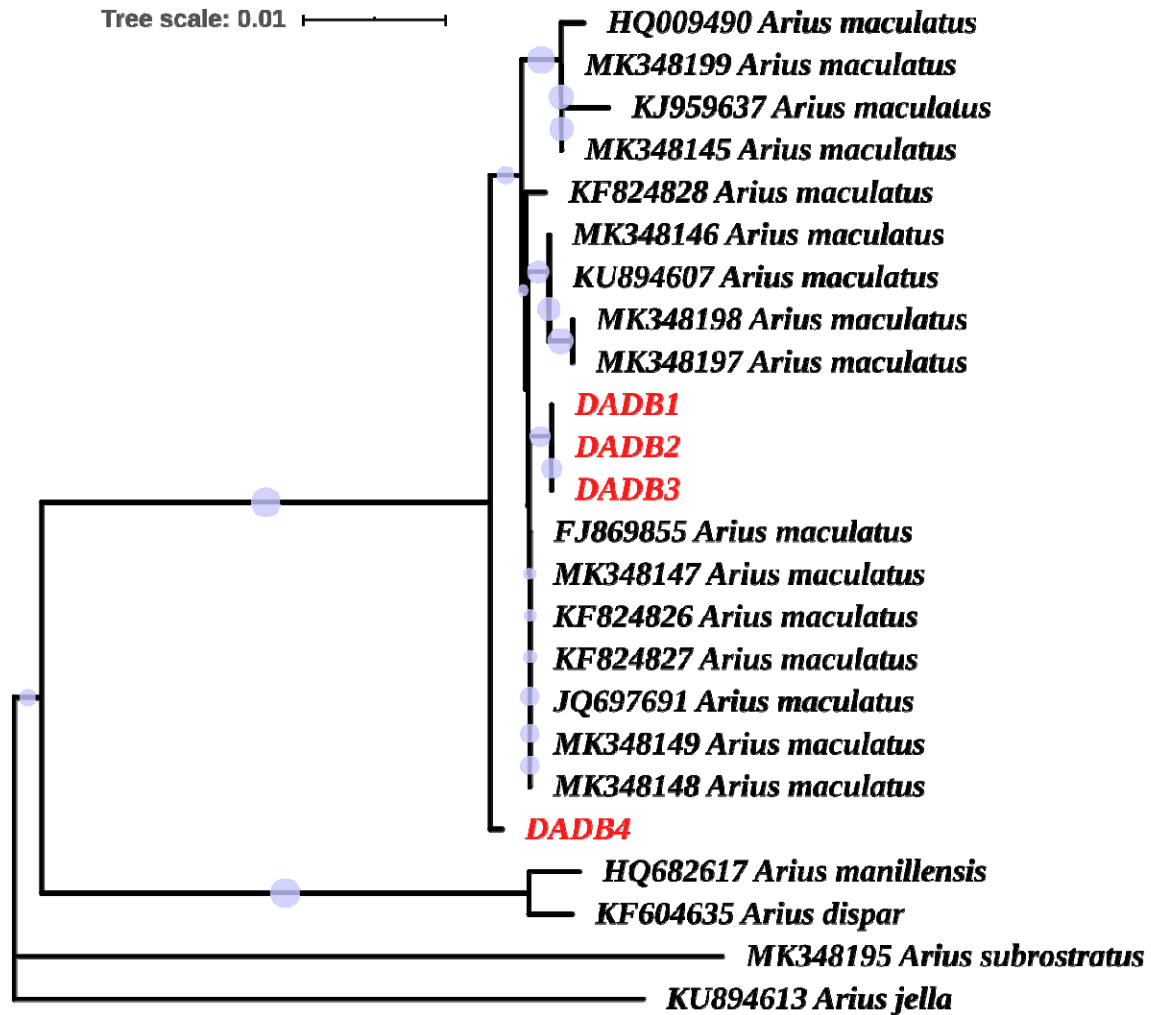 Tree scale: 0.01
HQ009490 Arius maculatus
MK348199 Arius maculatus
KJ959637 Arius maculatus
MK348145 Arius maculatus
KF824828 Arius maculatus
MK348146 Arius maculatus
KU894607 Arius maculatus
MK348198 Arius maculatus
MK348197 Arius maculatus
DADB1
DADB2
DADB3
FJ869855 Arius maculatus
MK348147 Arius maculatus
KF824826 Arius maculatus
KF824827 Arius maculatus
JQ697691 Arius maculatus
MK348149 Arius maculatus
MK348148 Arius maculatus
DADB4
HQ682617 Arius manillensis
KF604635 Arius dispar
MK348195 Arius subrostratus
KU894613 Arius jella